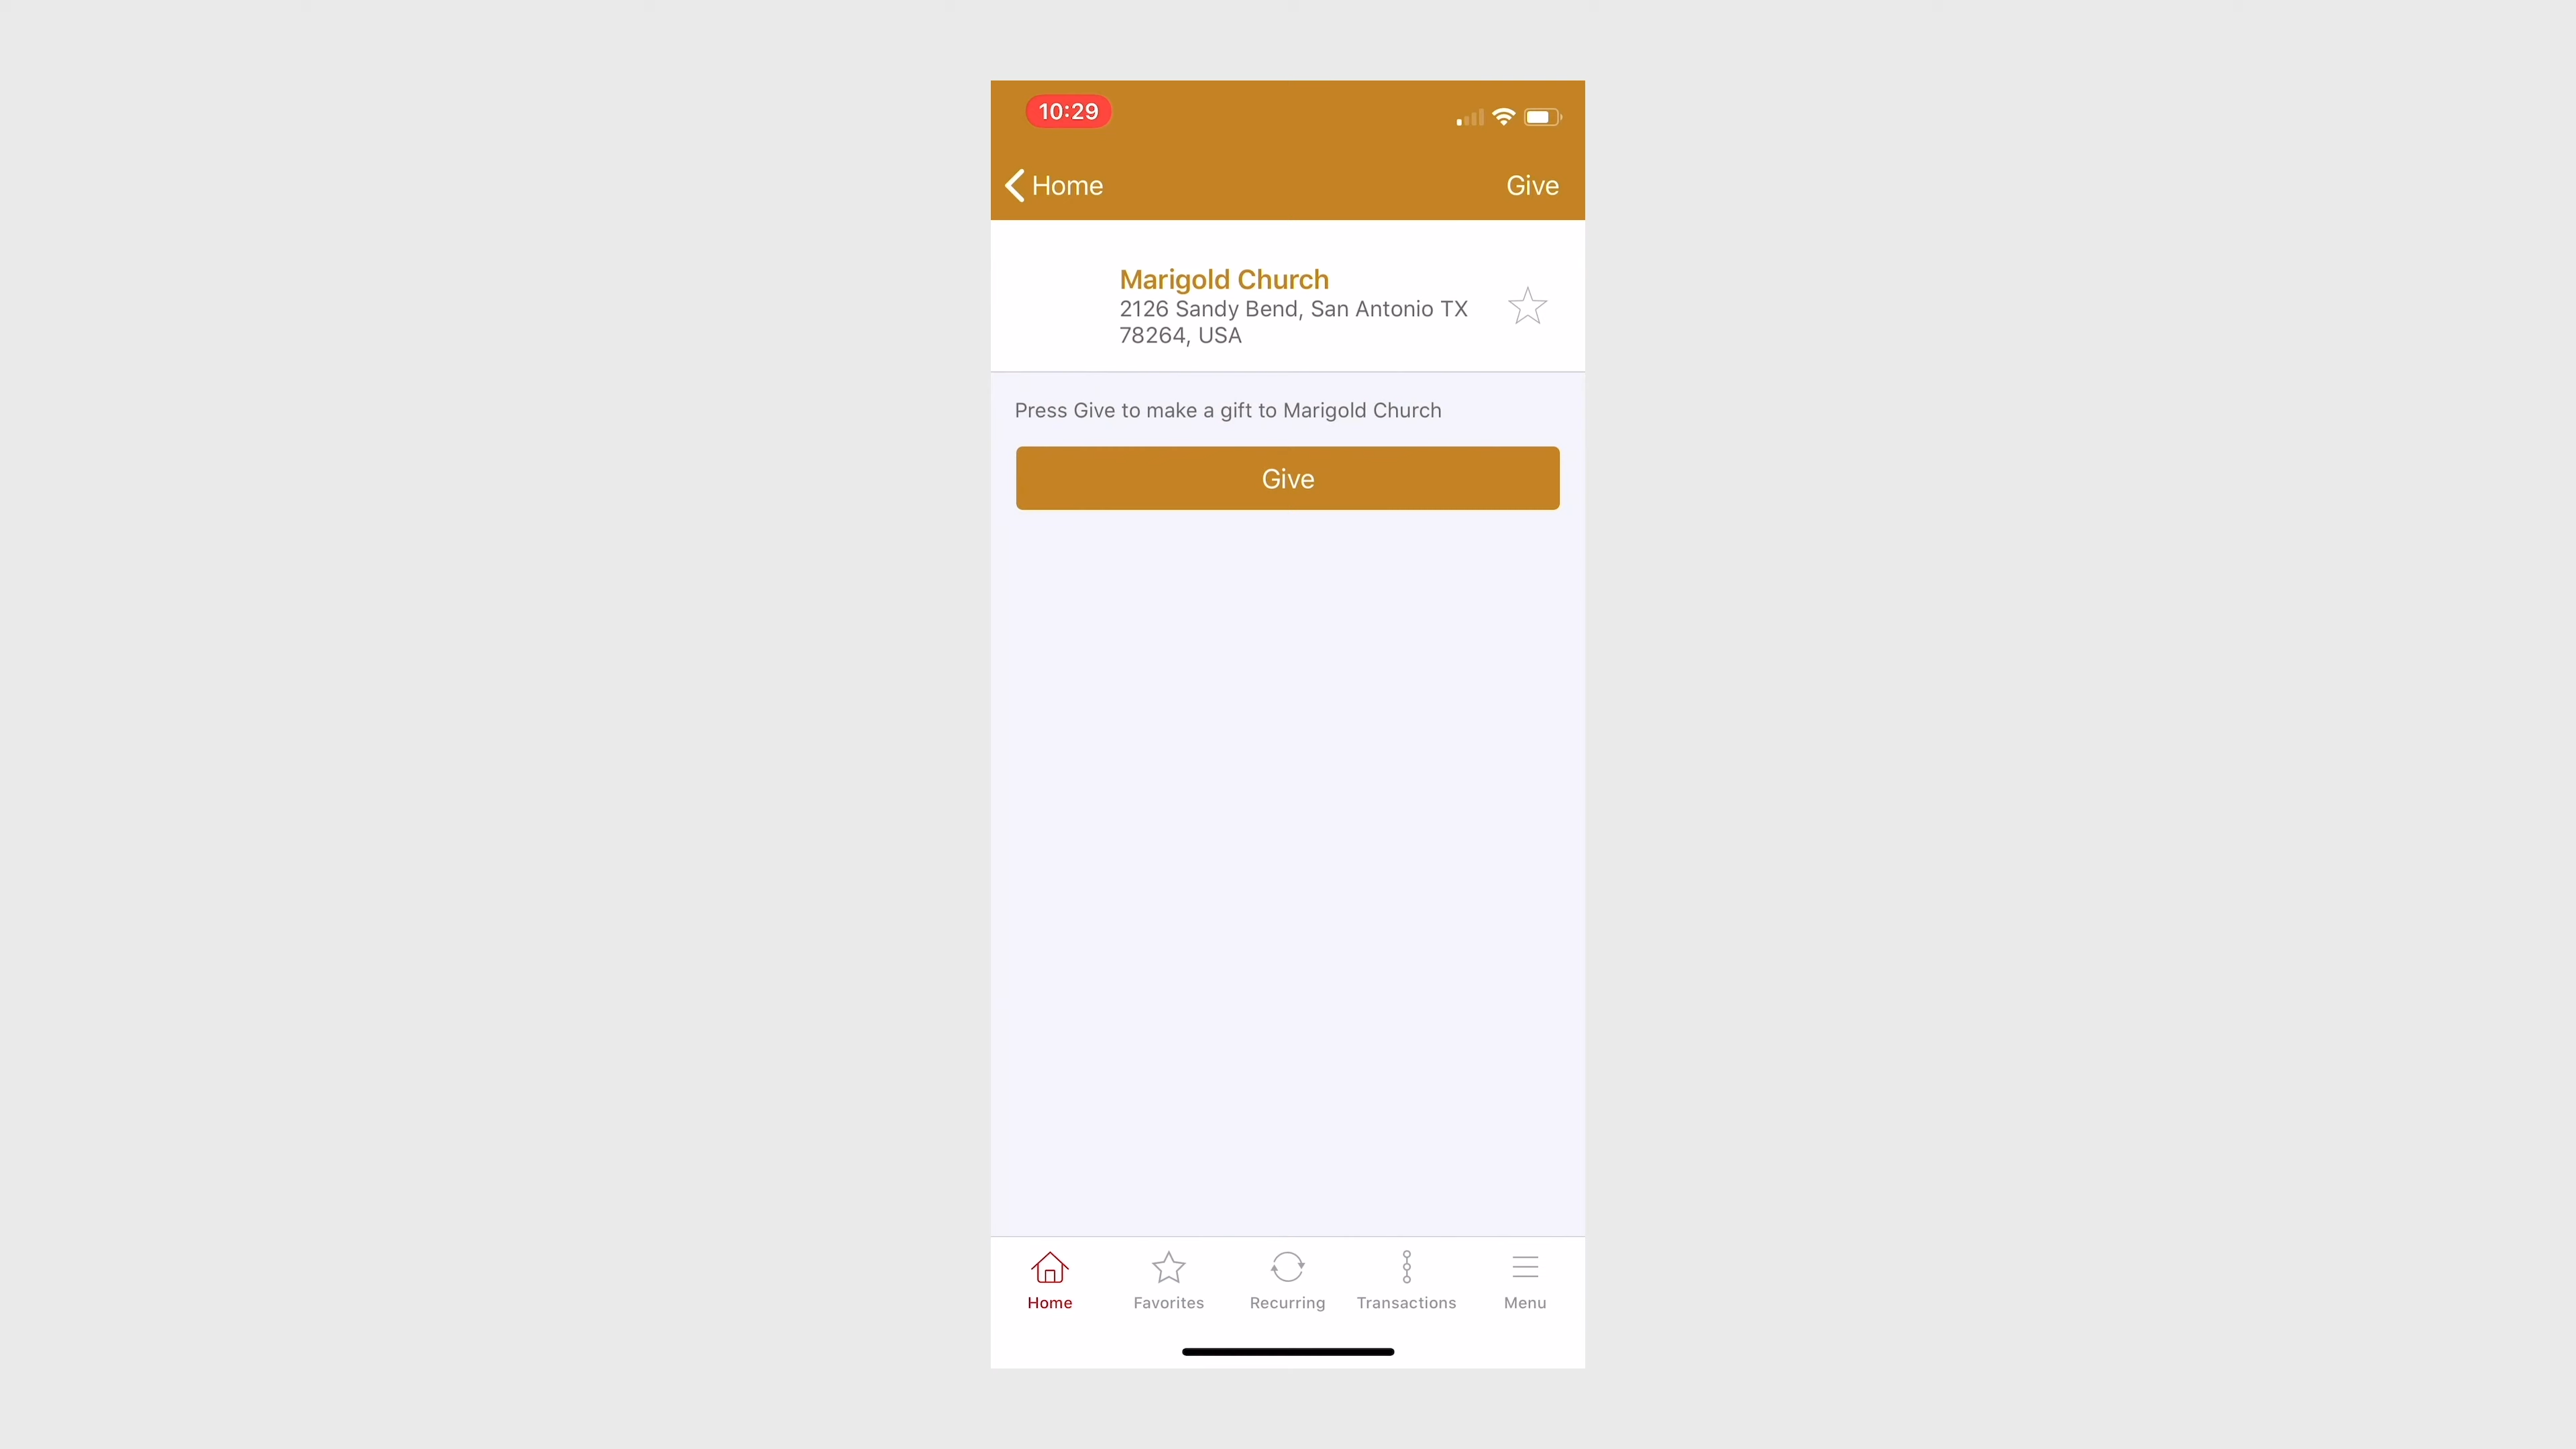 10:29
Home
Give
Marigold Church
2126 Sandy Bend, San Antonio TX
78264, USA
Press Give to make a gift to Marigold Church
Give
Home
Favorites
Recurring
Transactions
Menu